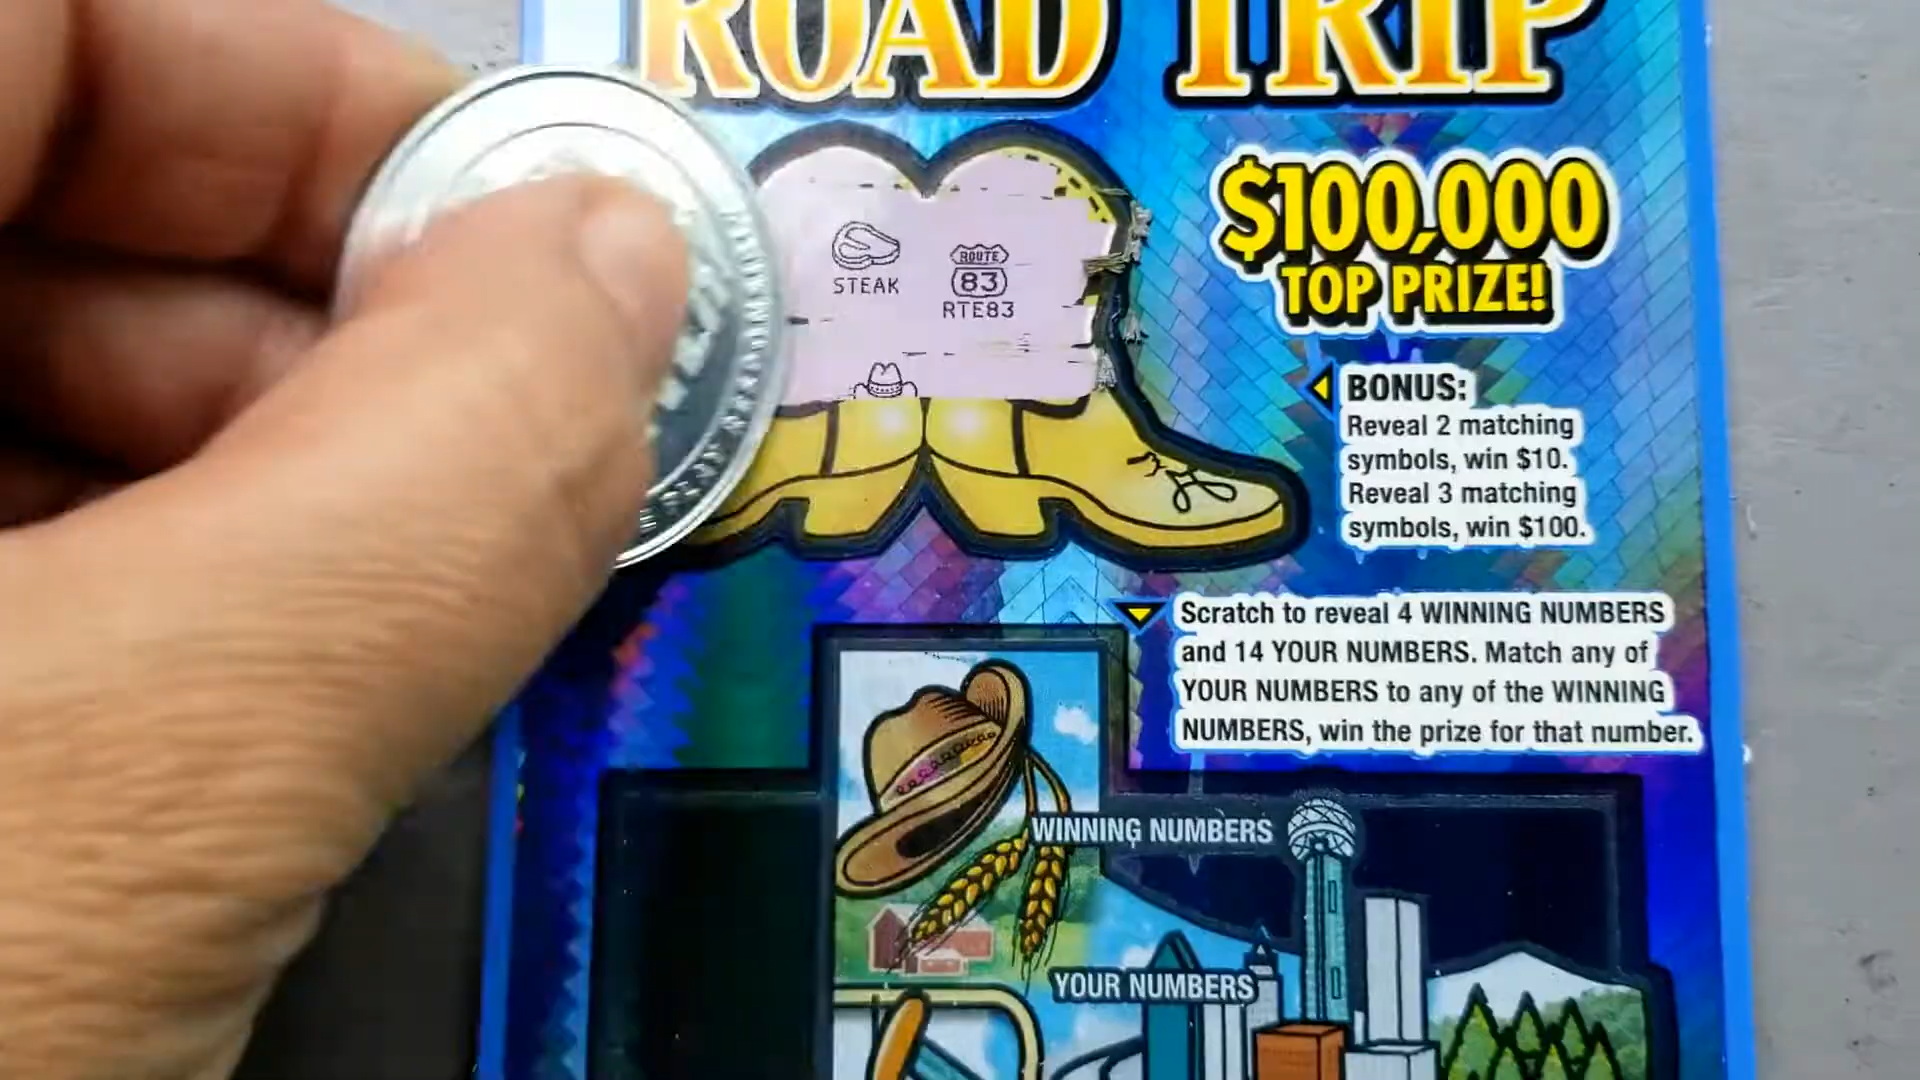 ROAD TRIP
$100,000
TOP PRIZE!
STEAK
ROUTE
83
RTE83
BONUS:
Reveal 2 matching
symbols, win $10.
Reveal 3 matching
symbols, win $100.
Scratch to reveal 4 WINNING NUMBERS
and 14 YOUR NUMBERS. Match any of
YOUR NUMBERS to any of the WINNING
NUMBERS, win the prize for that number.
WINNING NUMBERS
YOUR NUMBERS